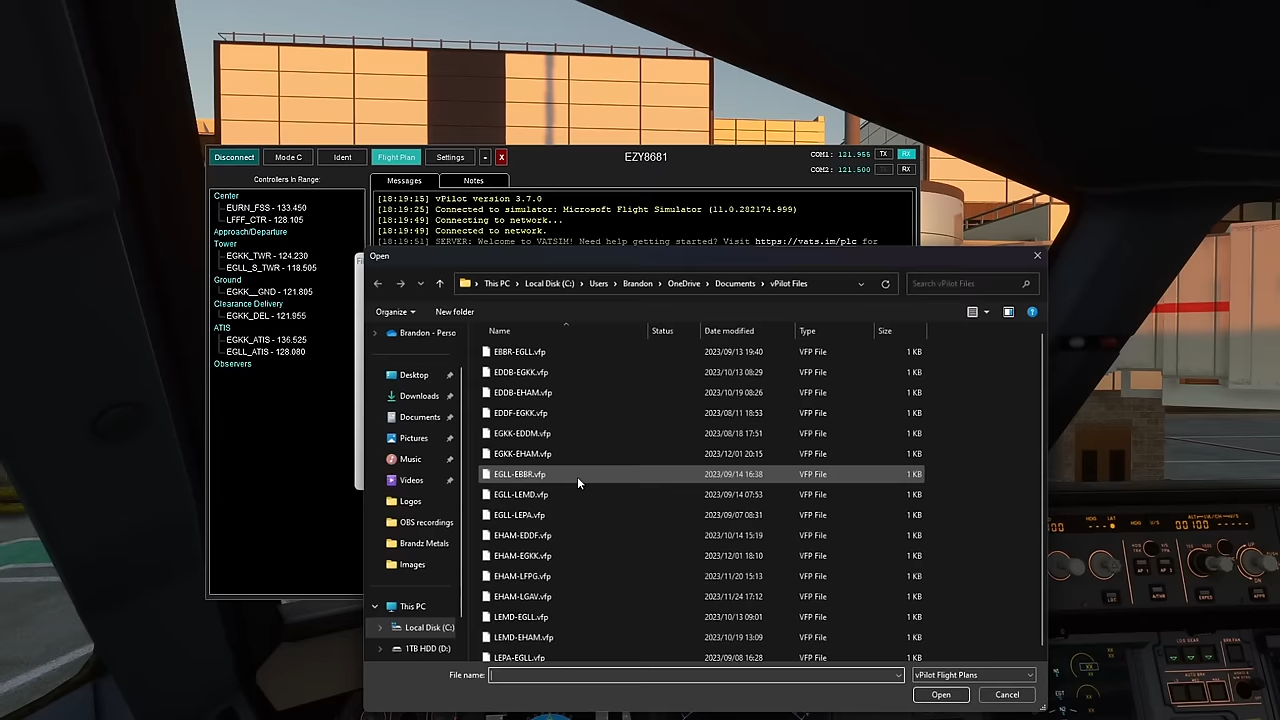 Disconnect Mode C Ident Flight Plan Settings - X EZY8681 COM1: 121.955 TX RX
COM2: 121.500 RX
Controllers In Range:
Messages Notes
Center
EURN_FSS - 133.450
LFFF_CTR - 128.105
Approach/Departure
Tower
EGKK_TWR - 124.230
EGLL_S_TWR - 118.505
Ground
EGKK__GND - 121.805
Clearance Delivery
EGKK_DEL - 121.955
ATIS
EGKK_ATIS - 136.525
EGLL_ATIS - 128.080
Observers
[18:19:15] vPilot version 3.7.0
[18:19:25] Connected to simulator: Microsoft Flight Simulator (11.0.282174.999)
[18:19:49] Connecting to network...
[18:19:49] Connected to network.
[18:19:51] SERVER: Welcome to VATSIM! Need help getting started? Visit https://vats.im/plc for
Open
This PC Local Disk (C:) Users Brandon OneDrive Documents vPilot Files
Search vPilot Files
Organize New folder
Brandon - Perso
Desktop
Downloads
Documents
Pictures
Music
Videos
Logos
OBS recordings
Brandz Metals
Images
This PC
Local Disk (C:)
1TB HDD (D:)
Name Status Date modified Type Size
EBBR-EGLL.vfp 2023/09/13 19:40 VFP File 1 KB
EDDB-EGKK.vfp 2023/10/13 08:29 VFP File 1 KB
EDDB-EHAM.vfp 2023/10/19 08:26 VFP File 1 KB
EDDF-EGKK.vfp 2023/08/11 18:53 VFP File 1 KB
EGKK-EDDM.vfp 2023/08/18 17:51 VFP File 1 KB
EGKK-EHAM.vfp 2023/12/01 20:15 VFP File 1 KB
EGLL-EBBR.vfp 2023/09/14 16:38 VFP File 1 KB
EGLL-LEMD.vfp 2023/09/14 07:53 VFP File 1 KB
EGLL-LEPA.vfp 2023/09/07 08:31 VFP File 1 KB
EHAM-EDDF.vfp 2023/10/14 15:19 VFP File 1 KB
EHAM-EGKK.vfp 2023/12/01 18:10 VFP File 1 KB
EHAM-LFPG.vfp 2023/11/20 15:13 VFP File 1 KB
EHAM-LGAV.vfp 2023/11/24 17:12 VFP File 1 KB
LEMD-EGLL.vfp 2023/10/13 09:01 VFP File 1 KB
LEMD-EHAM.vfp 2023/10/19 13:09 VFP File 1 KB
LEPA-EGLL.vfp 2023/09/08 16:28 VFP File 1 KB
File name: vPilot Flight Plans
Open Cancel
00100